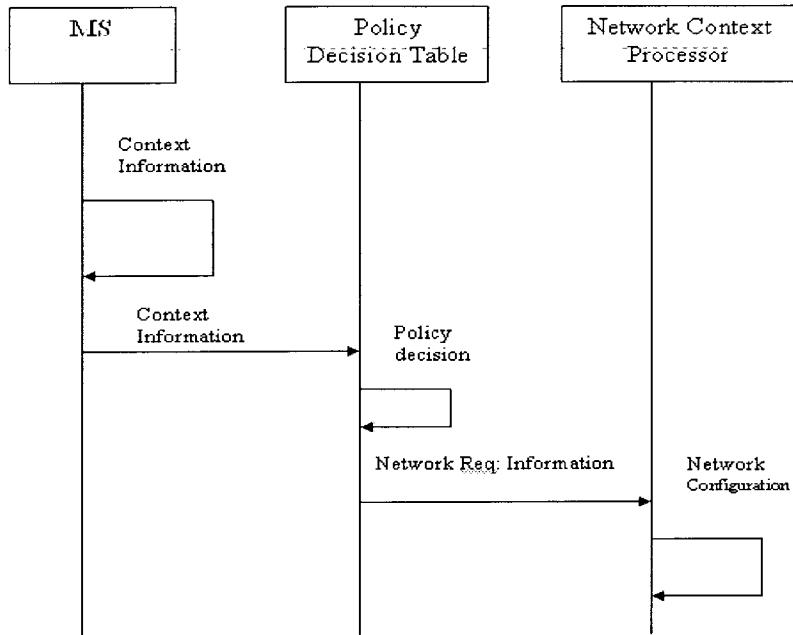 MS
Policy
Decision Table
Network Context
Processor
Context
Information
Context
Information
Policy
decision
Network Req: Information
Network
Configuration